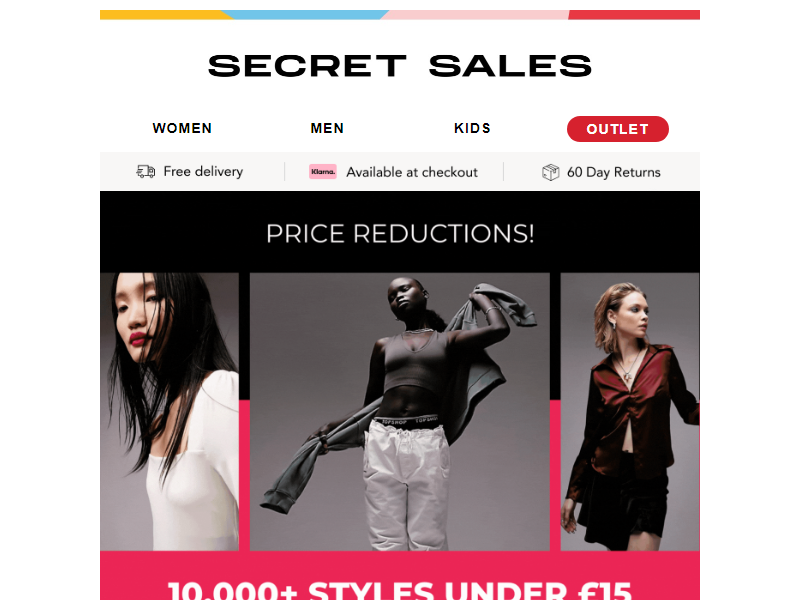 SECRET SALES
WOMEN MEN KIDS OUTLET
Free delivery Klarna. Available at checkout 60 Day Returns
PRICE REDUCTIONS!
TOPSHOP TOPSHOP
10,000+ STYLES UNDER £15